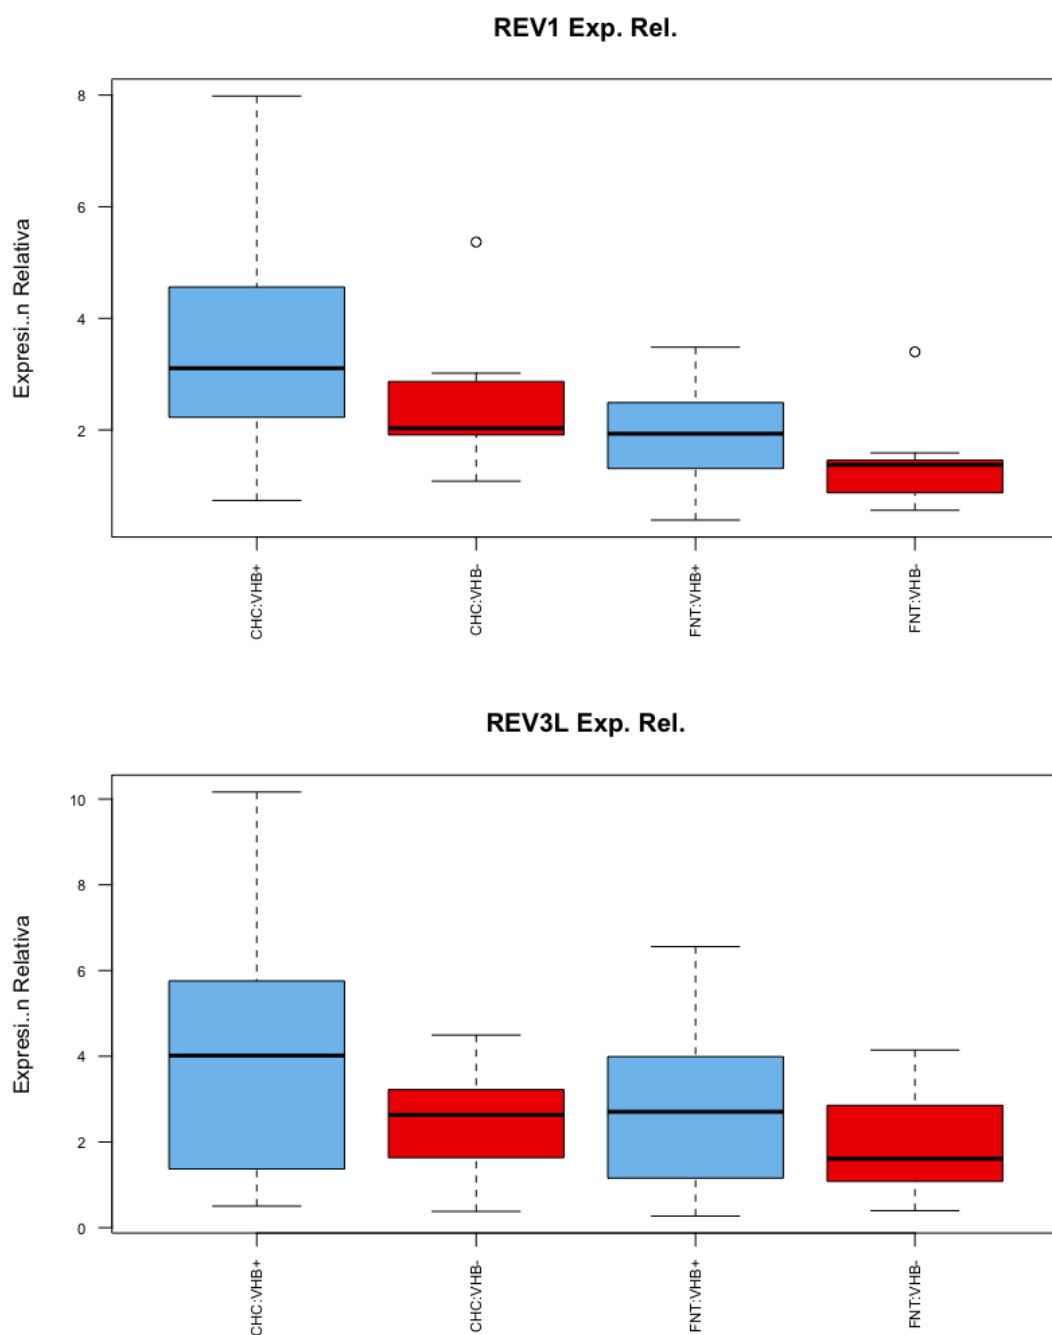 REV1 Exp. Rel.
Expresi..n Relativa
8
6
4
2
CHC:VHB+
CHC:VHB-
FNT:VHB+
FNT:VHB-
REV3L Exp. Rel.
Expresi..n Relativa
10
8
6
4
2
0
CHC:VHB+
CHC:VHB-
FNT:VHB+
FNT:VHB-